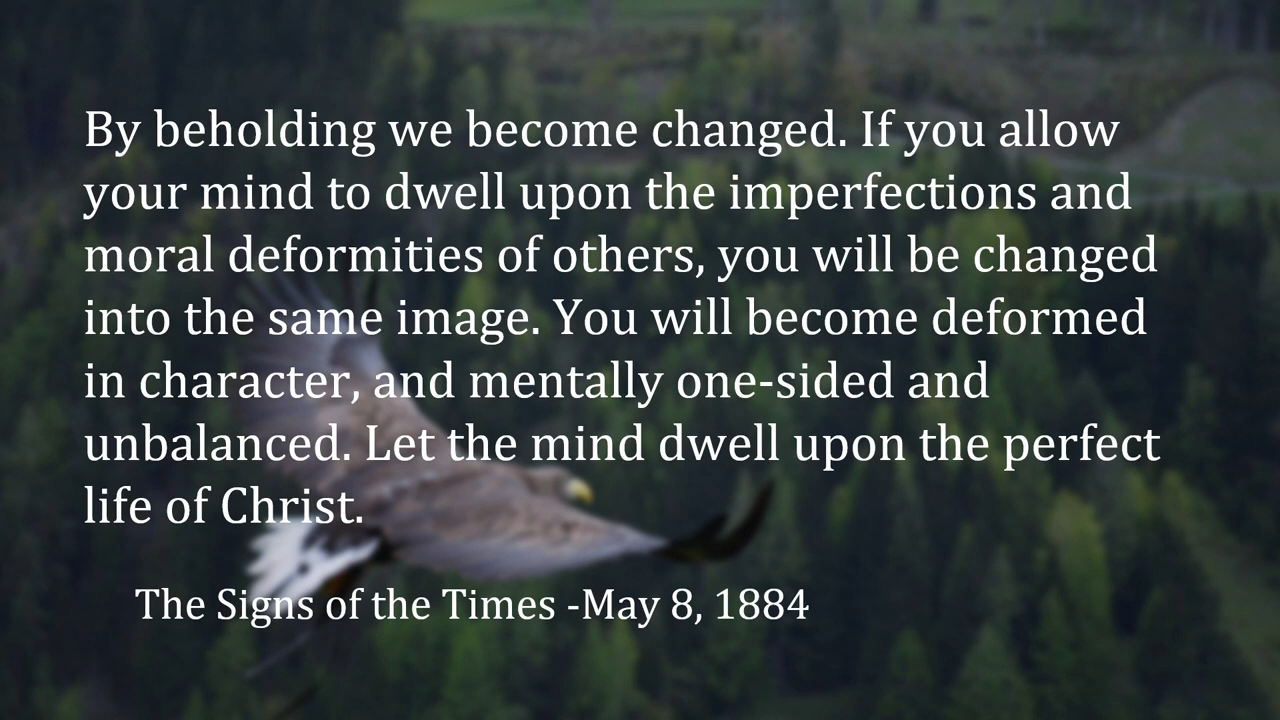 By beholding we become changed. If you allow
your mind to dwell upon the imperfections and
moral deformities of others, you will be changed
into the same image. You will become deformed
in character, and mentally one-sided and
unbalanced. Let the mind dwell upon the perfect
life of Christ.
The Signs of the Times -May 8, 1884